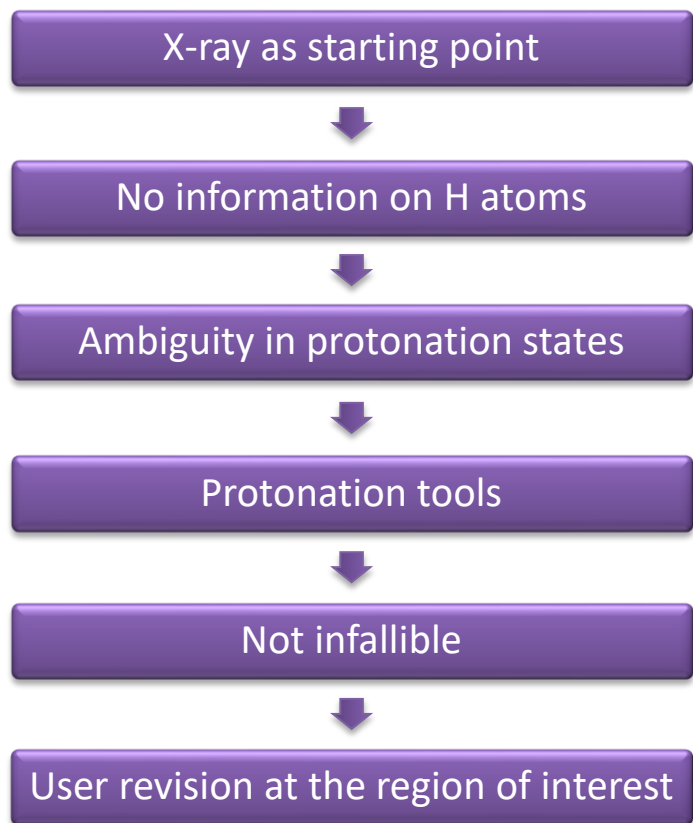 X-ray as starting point
No information on H atoms
Ambiguity in protonation states
Protonation tools
Not infallible
User revision at the region of interest